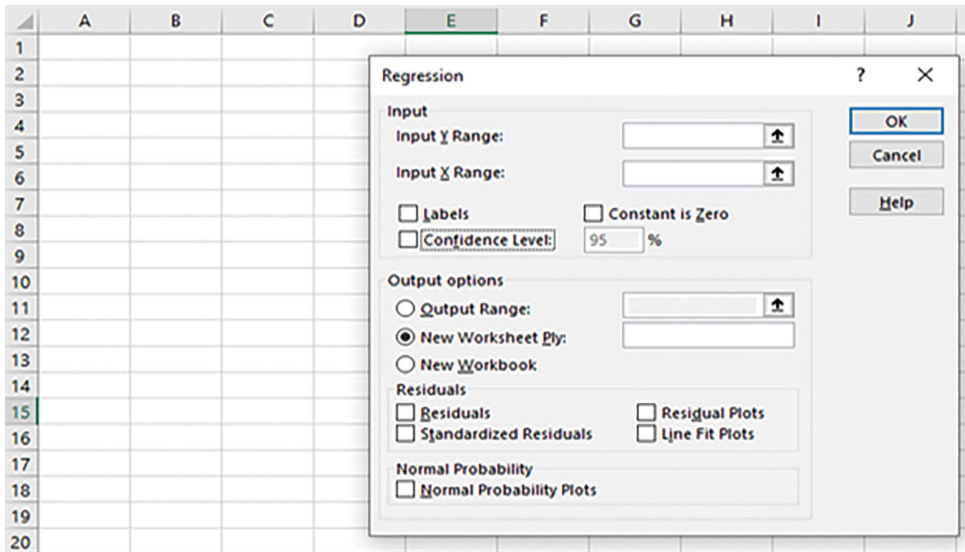 A B C D E F G H I J
1
2
3
4
5
6
7
8
9
10
11
12
13
14
15
16
17
18
19
20
Regression ? X
Input
Input Y Range:
Input X Range:
Labels
Constant is Zero
Confidence Level: 95 %
OK
Cancel
Help
Output options
Output Range:
New Worksheet Ply:
New Workbook
Residuals
Residuals
Residual Plots
Standardized Residuals
Line Fit Plots
Normal Probability
Normal Probability Plots